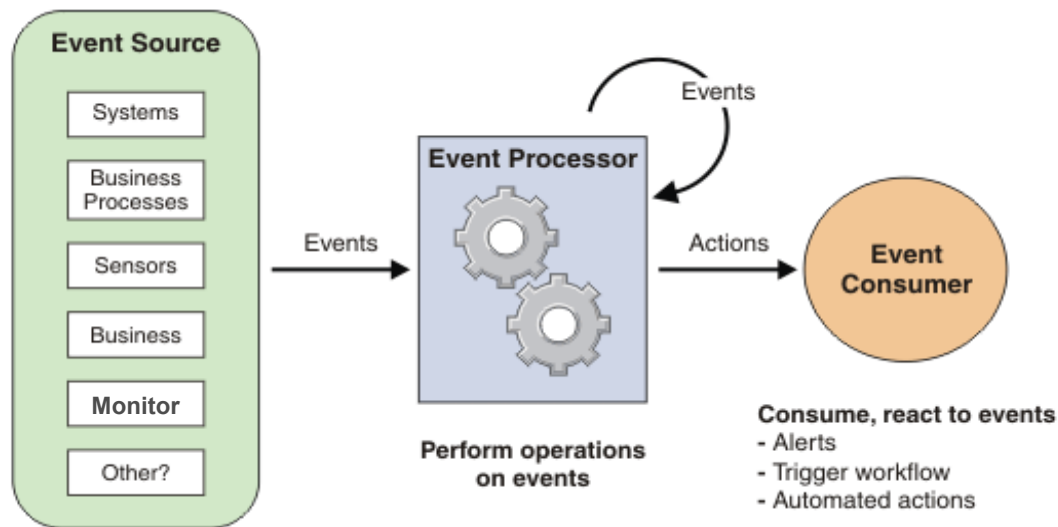 Event Source
Systems
Business
Processes
Sensors
Business
Monitor
Other?
Events
Event Processor
Events
Perform operations
on events
Actions
Event
Consumer
Consume, react to events
- Alerts
- Trigger workflow
- Automated actions